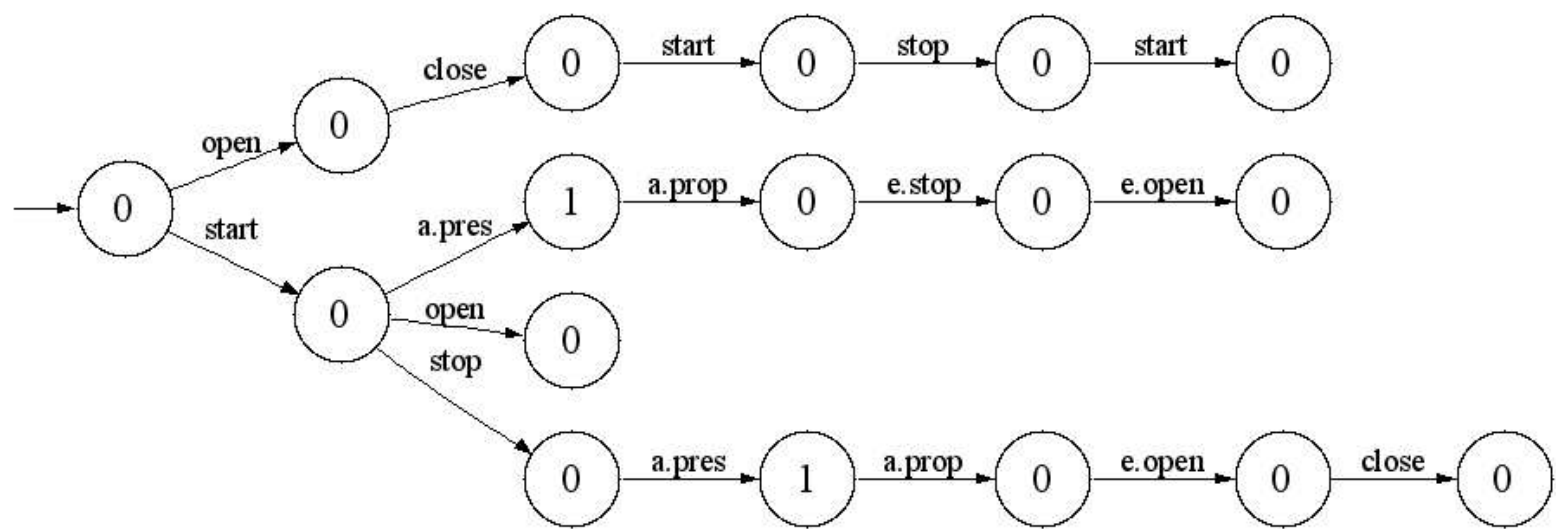 start stop start
0 0 0 0
close
0
open
0
a.prop e.stop e.open
1 0 0 0
start a.pres
0
open
0
stop
a.pres a.prop e.open close
0 1 0 0 0